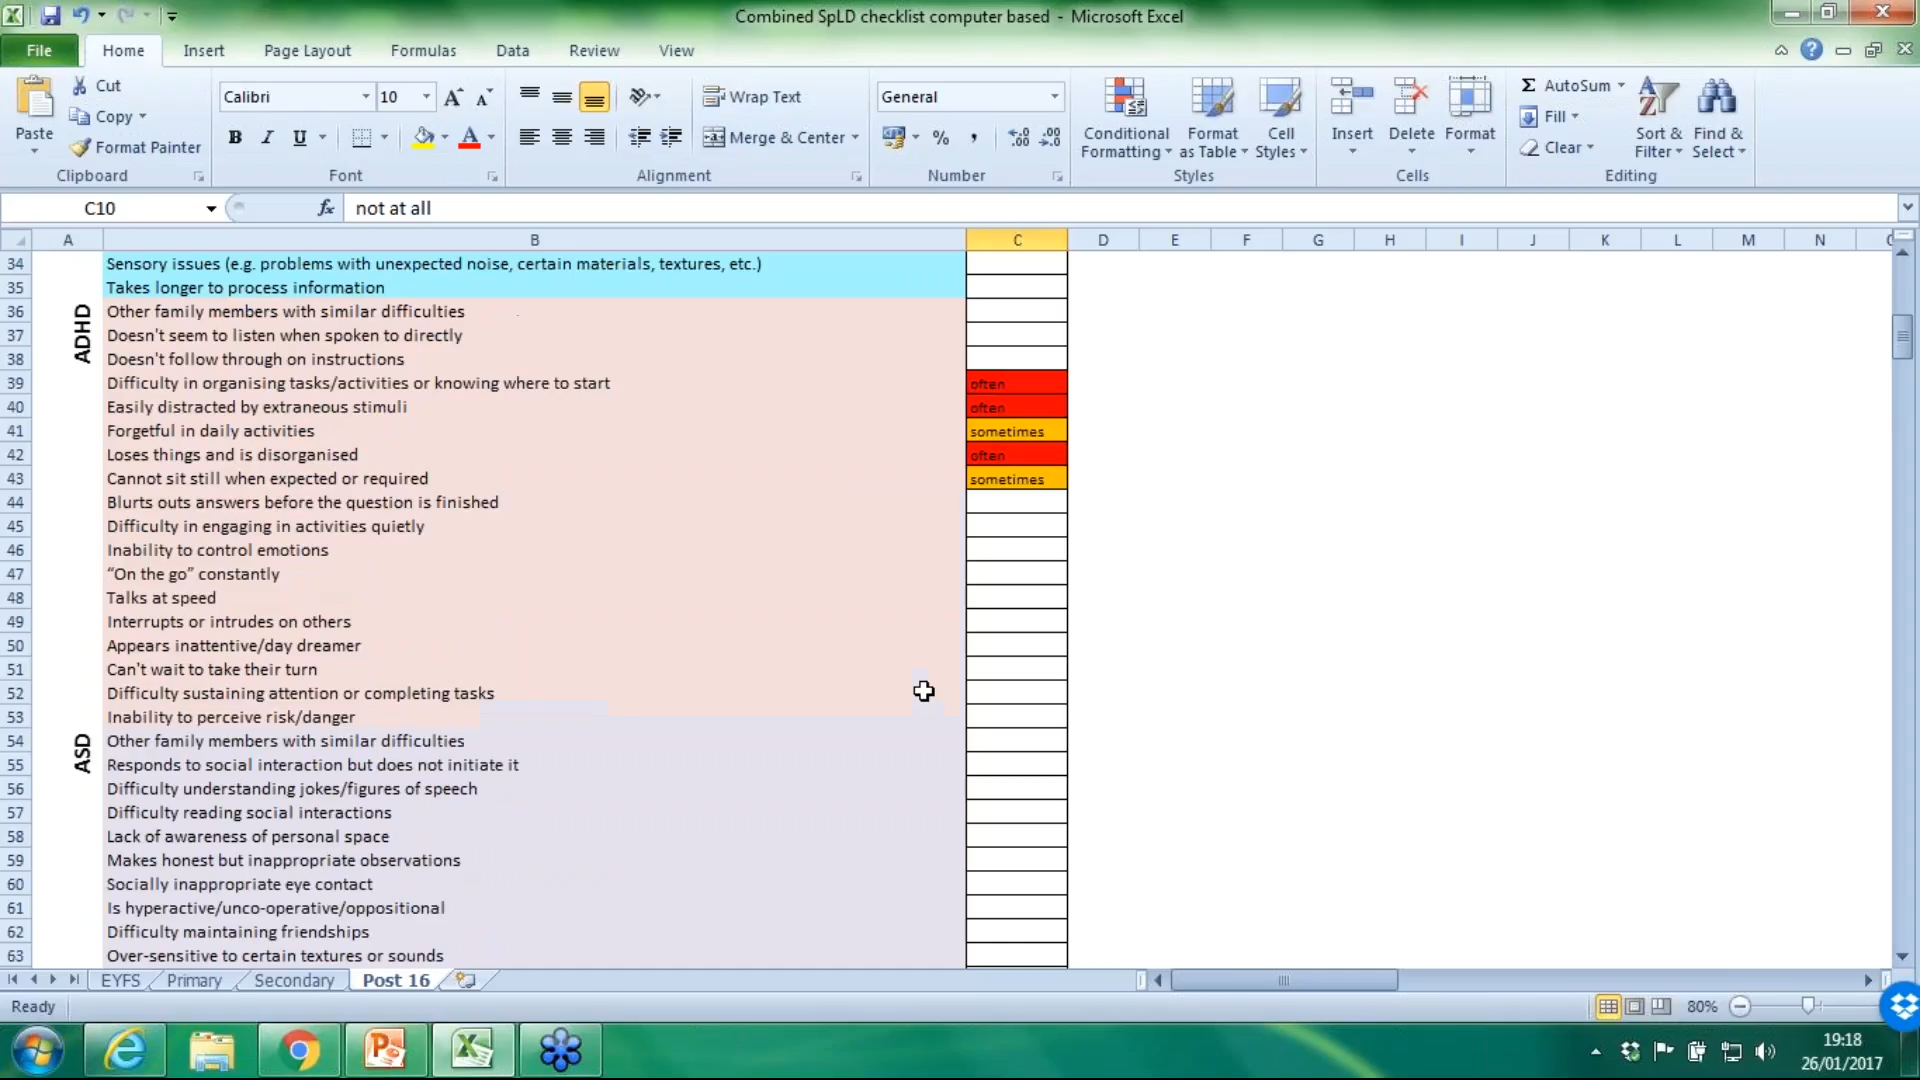 Combined SpLD checklist computer based - Microsoft Excel
File Home Insert Page Layout Formulas Data Review View
Paste
Cut
Copy
Format Painter
Clipboard
Calibri 10
B I U
Font
Wrap Text
Merge & Center
Alignment
General
% ,
Number
Conditional Formatting
Format as Table
Cell Styles
Styles
Insert Delete Format
Cells
Σ AutoSum
Fill
Clear
Sort & Filter
Find & Select
Editing
C10 fx not at all
A B C D E F G H I J K L M N
34 Sensory issues (e.g. problems with unexpected noise, certain materials, textures, etc.)
35 Takes longer to process information
ADHD
36 Other family members with similar difficulties
37 Doesn't seem to listen when spoken to directly
38 Doesn't follow through on instructions
39 Difficulty in organising tasks/activities or knowing where to start often
40 Easily distracted by extraneous stimuli often
41 Forgetful in daily activities sometimes
42 Loses things and is disorganised often
43 Cannot sit still when expected or required sometimes
44 Blurts outs answers before the question is finished
45 Difficulty in engaging in activities quietly
46 Inability to control emotions
47 “On the go” constantly
48 Talks at speed
49 Interrupts or intrudes on others
50 Appears inattentive/day dreamer
51 Can't wait to take their turn
52 Difficulty sustaining attention or completing tasks
53 Inability to perceive risk/danger
ASD
54 Other family members with similar difficulties
55 Responds to social interaction but does not initiate it
56 Difficulty understanding jokes/figures of speech
57 Difficulty reading social interactions
58 Lack of awareness of personal space
59 Makes honest but inappropriate observations
60 Socially inappropriate eye contact
61 Is hyperactive/unco-operative/oppositional
62 Difficulty maintaining friendships
63 Over-sensitive to certain textures or sounds
EYFS Primary Secondary Post 16
Ready 80%
19:18
26/01/2017